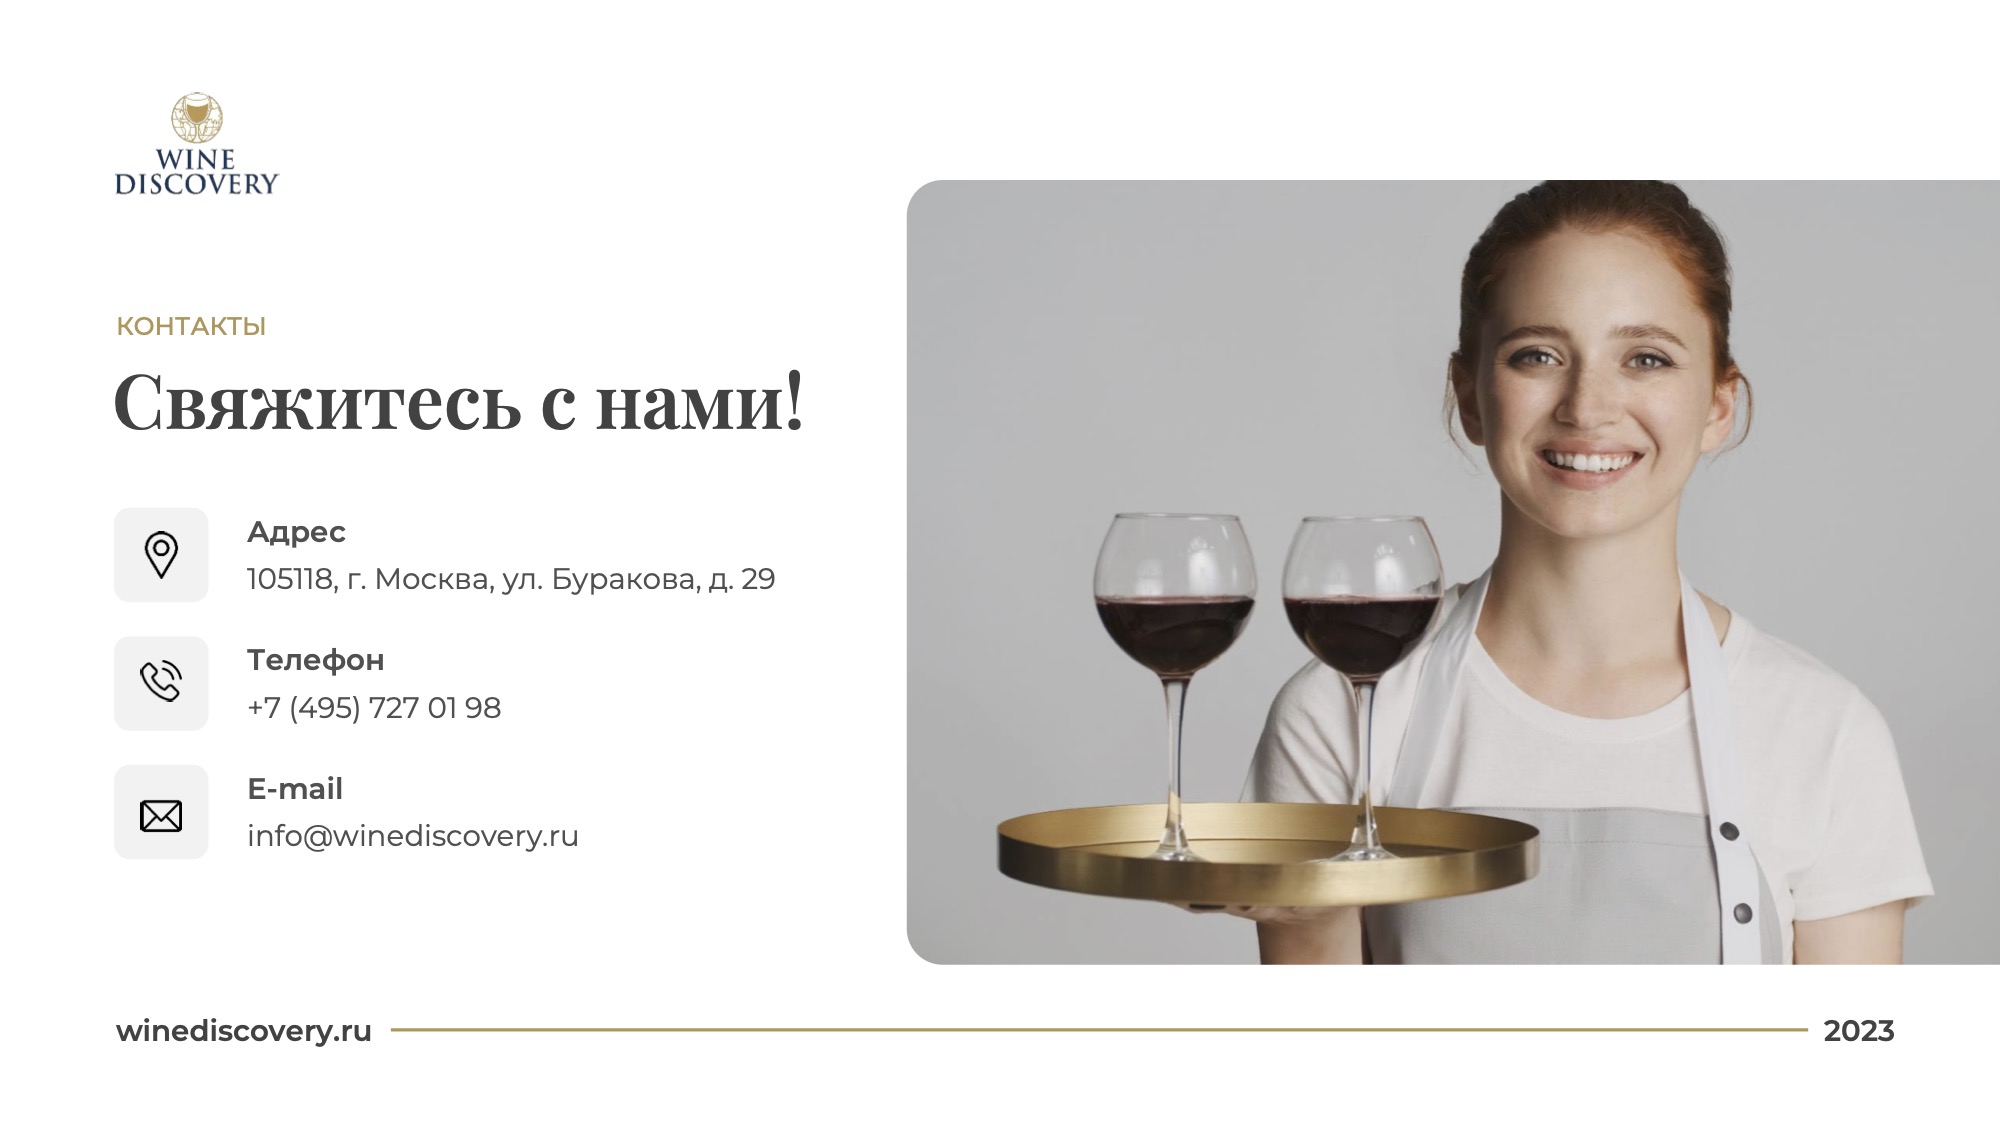 WINE
DISCOVERY
КОНТАКТЫ
Свяжитесь с нами!
Адрес
105118, г. Москва, ул. Буракова, д. 29
Телефон
+7 (495) 727 01 98
E-mail
info@winediscovery.ru
winediscovery.ru
2023